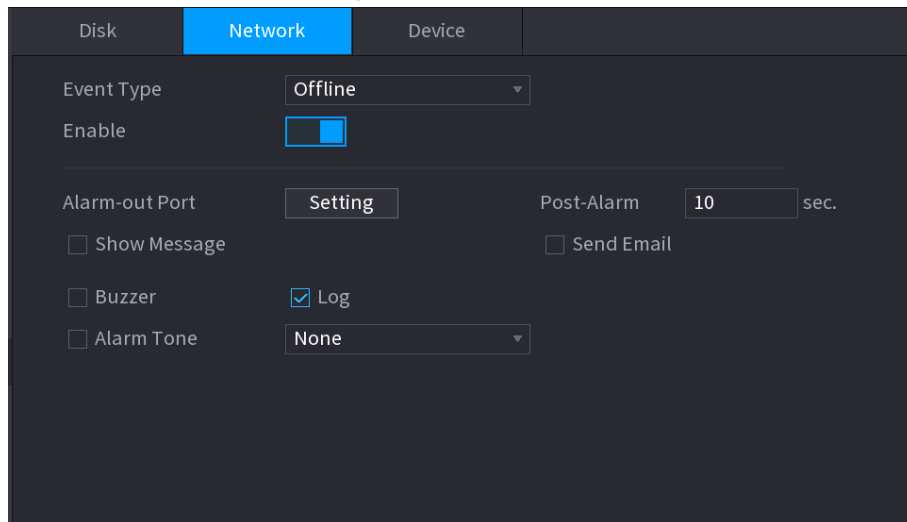 Disk Network Device
Event Type Offline
Enable
Alarm-out Port Setting Post-Alarm 10 sec.
Show Message Send Email
Buzzer Log
Alarm Tone None